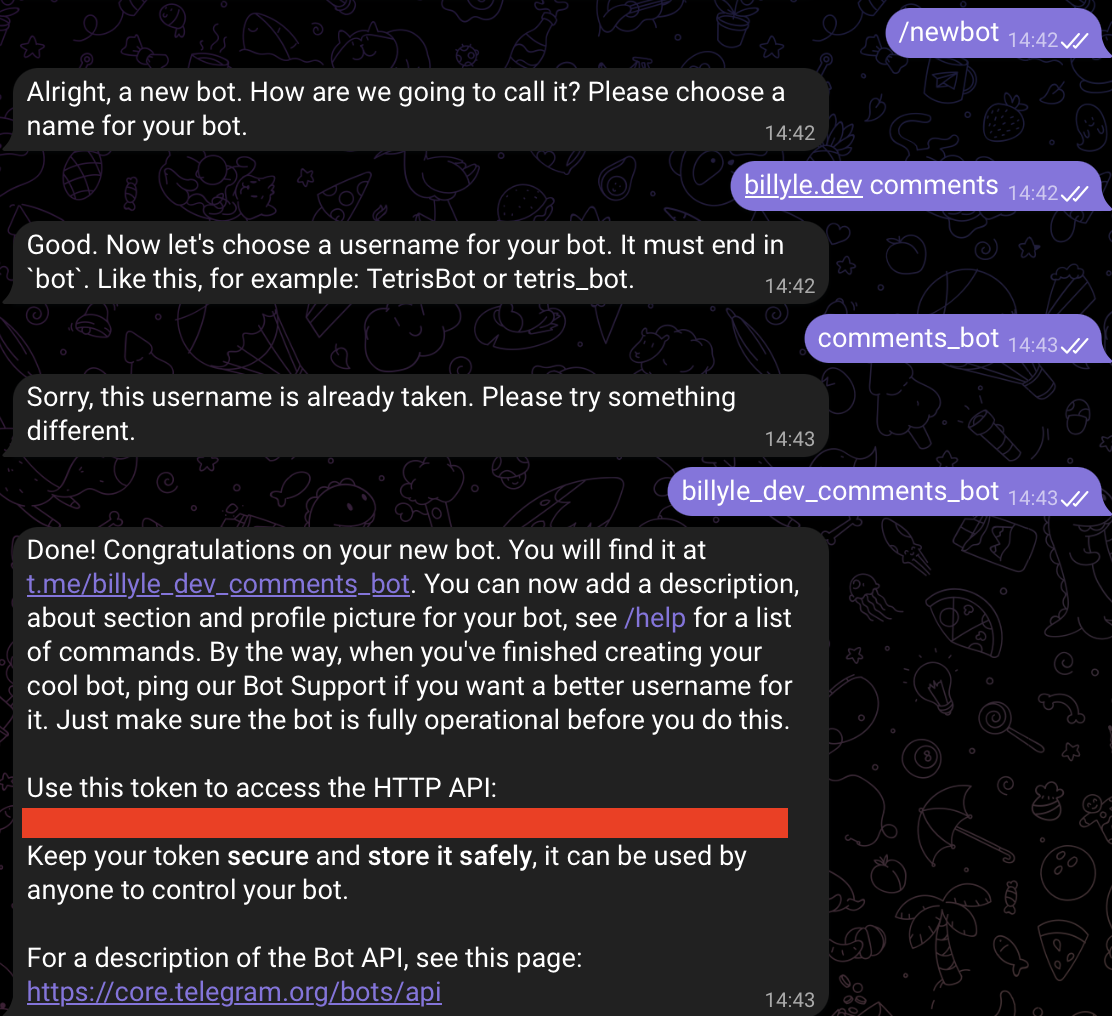 /newbot 14:42
Alright, a new bot. How are we going to call it? Please choose a
name for your bot.
14:42
billyle.dev comments 14:42
Good. Now let's choose a username for your bot. It must end in
`bot`. Like this, for example: TetrisBot or tetris_bot.
14:42
comments_bot 14:43
Sorry, this username is already taken. Please try something
different.
14:43
billyle_dev_comments_bot 14:43
Done! Congratulations on your new bot. You will find it at
t.me/billyle_dev_comments_bot. You can now add a description,
about section and profile picture for your bot, see /help for a list
of commands. By the way, when you've finished creating your
cool bot, ping our Bot Support if you want a better username for
it. Just make sure the bot is fully operational before you do this.
Use this token to access the HTTP API:
Keep your token secure and store it safely, it can be used by
anyone to control your bot.
For a description of the Bot API, see this page:
https://core.telegram.org/bots/api
14:43